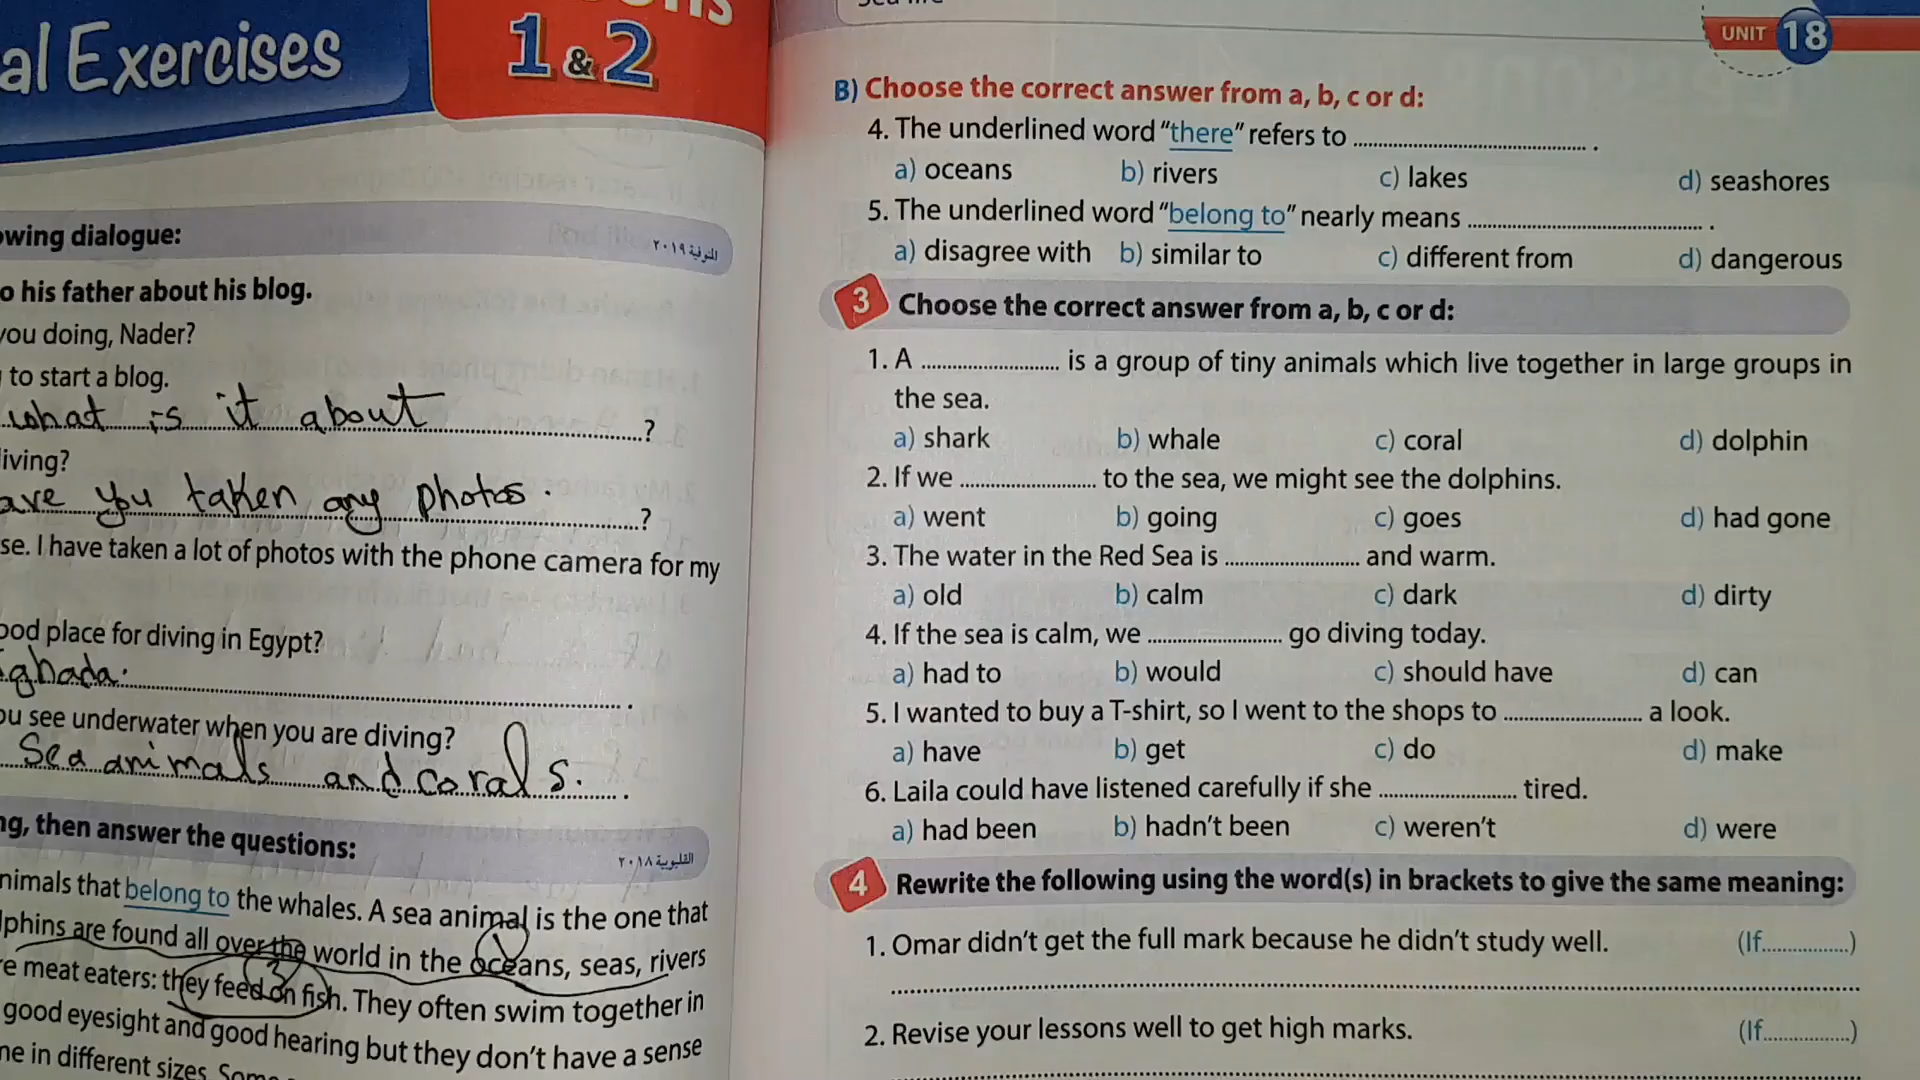 al Exercises
1 & 2
owing dialogue:
المنوفية ٢٠١٩
o his father about his blog.
you doing, Nader?
to start a blog.
what is it about ?
iving?
ave you taken any photos. ?
se. I have taken a lot of photos with the phone camera for my
ood place for diving in Egypt?
ghada. .
ou see underwater when you are diving?
Sea animals and corals. .
ng, then answer the questions:
القليوبية ٢٠١٨
nimals that belong to the whales. A sea animal is the one that
lphins are found all over the world in the oceans, seas, rivers
e meat eaters: they feed on fish. They often swim together in
good eyesight and good hearing but they don't have a sense
me in different sizes. Some
UNIT 18
B) Choose the correct answer from a, b, c or d:
4. The underlined word "there" refers to .......... .
a) oceans b) rivers c) lakes d) seashores
5. The underlined word "belong to" nearly means .......... .
a) disagree with b) similar to c) different from d) dangerous
3 Choose the correct answer from a, b, c or d:
1. A .......... is a group of tiny animals which live together in large groups in
the sea.
a) shark b) whale c) coral d) dolphin
2. If we .......... to the sea, we might see the dolphins.
a) went b) going c) goes d) had gone
3. The water in the Red Sea is .......... and warm.
a) old b) calm c) dark d) dirty
4. If the sea is calm, we .......... go diving today.
a) had to b) would c) should have d) can
5. I wanted to buy a T-shirt, so I went to the shops to .......... a look.
a) have b) get c) do d) make
6. Laila could have listened carefully if she .......... tired.
a) had been b) hadn't been c) weren't d) were
4 Rewrite the following using the word(s) in brackets to give the same meaning:
1. Omar didn't get the full mark because he didn't study well. (If..........)
2. Revise your lessons well to get high marks. (If..........)